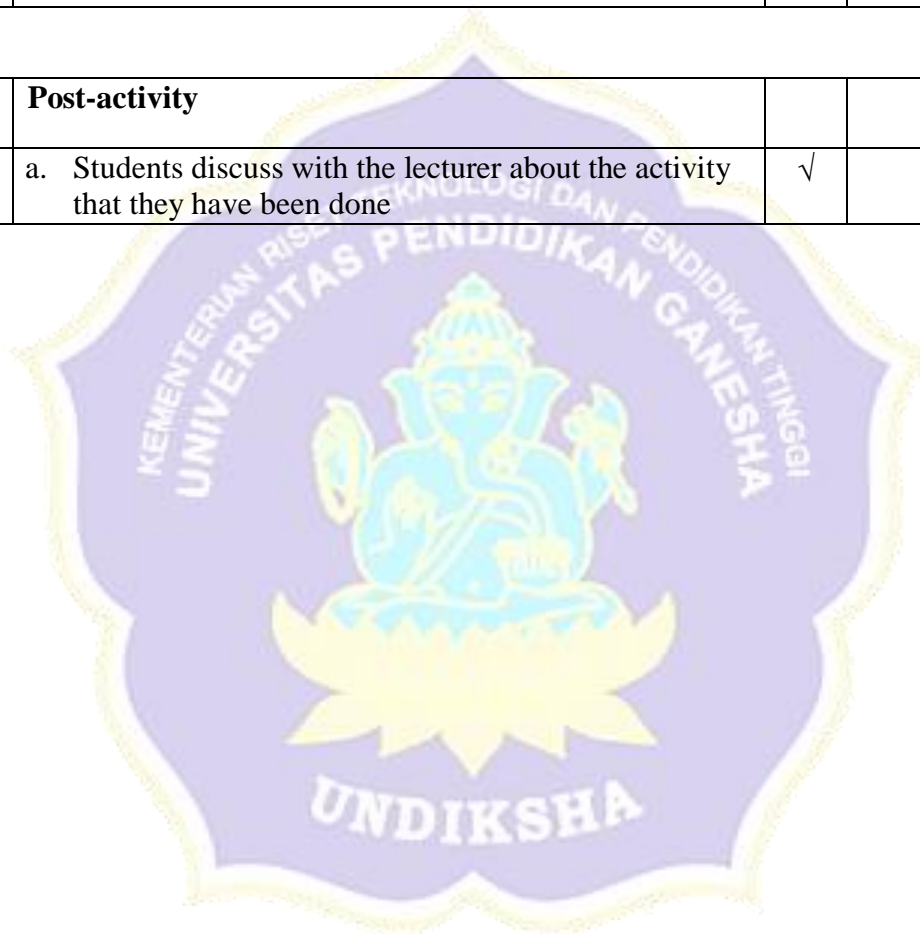 Post-activity
a. Students discuss with the lecturer about the activity √
that they have been done
KEMENTERIAN RISET TEKNOLOGI DAN PENDIDIKAN TINGGI
UNIVERSITAS PENDIDIKAN GANESHA
UNDIKSHA